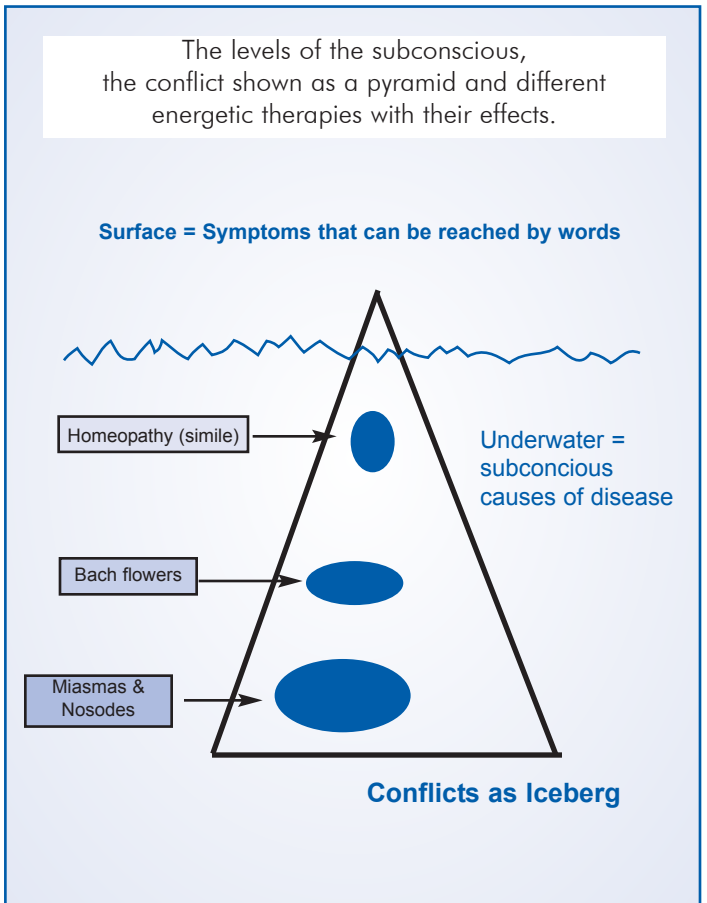 The levels of the subconscious,
the conflict shown as a pyramid and different
energetic therapies with their effects.
Surface = Symptoms that can be reached by words
Homeopathy (simile)
Underwater =
subconcious
causes of disease
Bach flowers
Miasmas &
Nosodes
Conflicts as Iceberg